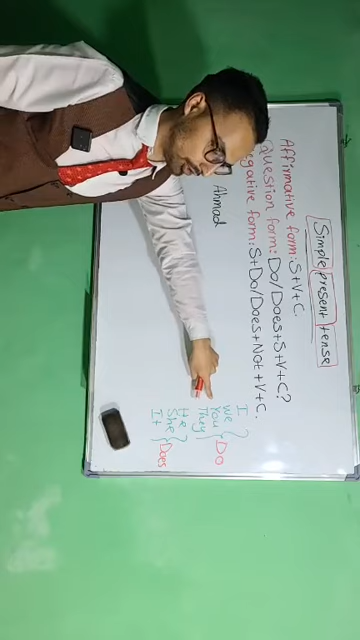 Simple present tense
Affirmative form: S+V+C.
Question form: Do/Does+S+V+C?
gative form: S+Do/Does+Not+V+C.
Ahmad
I
we
You
They
} Do
He
She
It
} Does